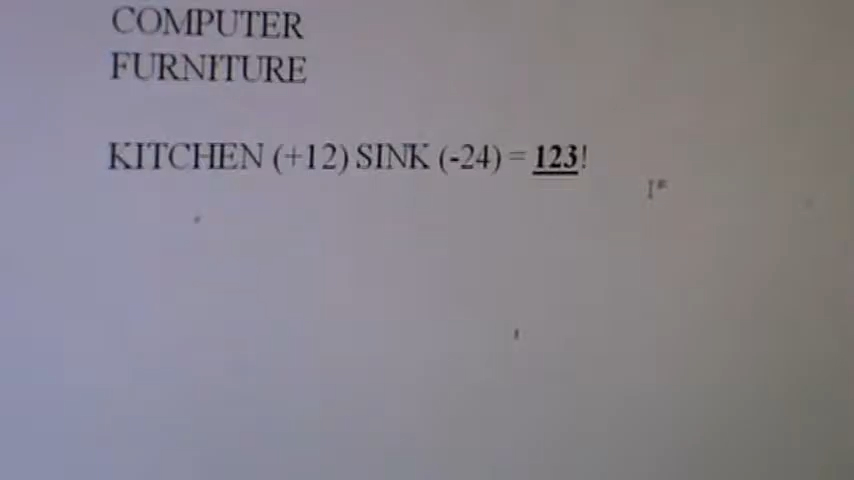 COMPUTER
FURNITURE
KITCHEN (+12) SINK (-24) = 123!